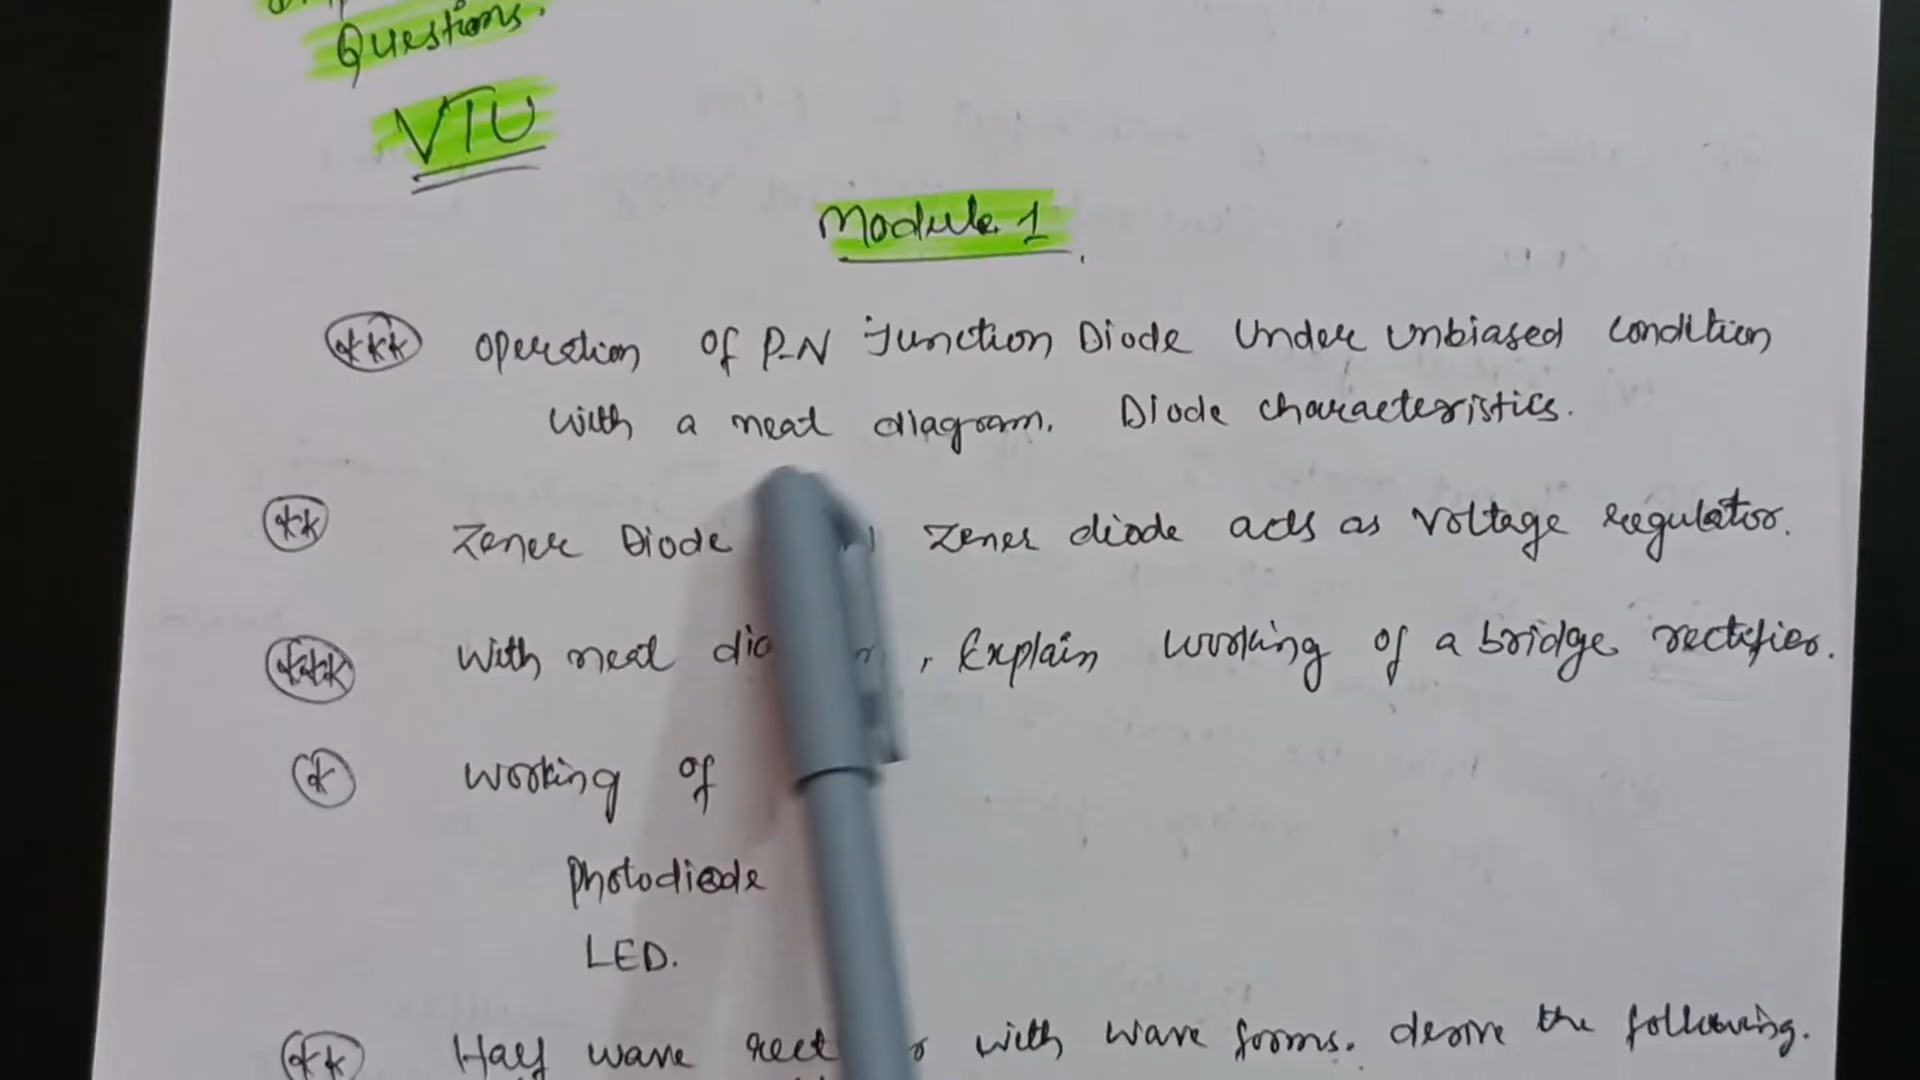 Questions.
VTU
Module 1
*** Operation of P-N Junction Diode Under Unbiased condition
with a neat diagram. Diode characteristics.
** Zener Diode Zener diode acts as Voltage regulator.
*** With neat , Explain working of a bridge rectifier.
* Working of
Photodiode
LED.
** Half wave with wave forms. derive the following.